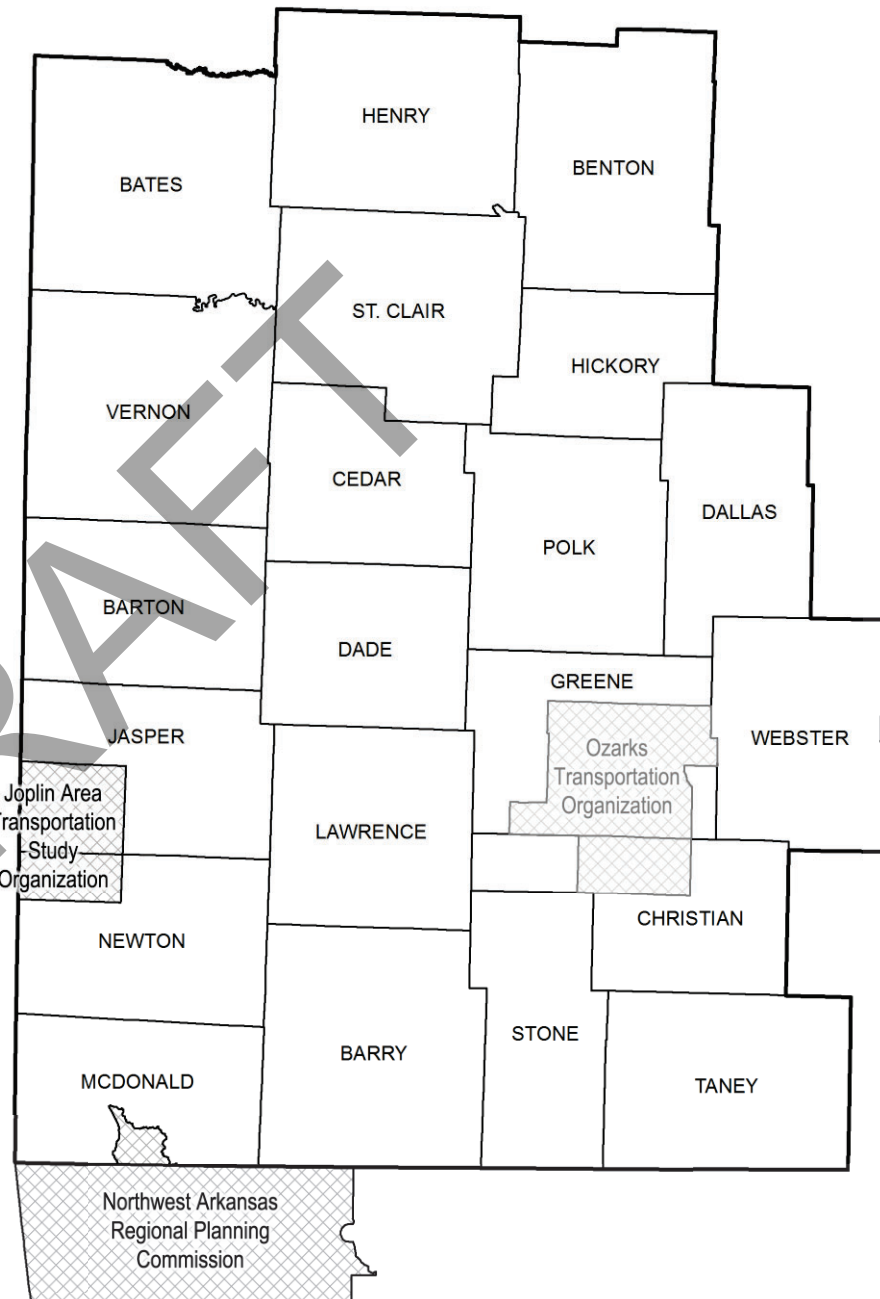 HENRY
BENTON
BATES
ST. CLAIR
HICKORY
VERNON
CEDAR
DALLAS
POLK
BARTON
DADE
GREENE
JASPER
WEBSTER
Ozarks
Transportation
Organization
Joplin Area
Transportation
Study
Organization
LAWRENCE
CHRISTIAN
NEWTON
STONE
BARRY
MCDONALD
TANEY
Northwest Arkansas
Regional Planning
Commission
RAFT